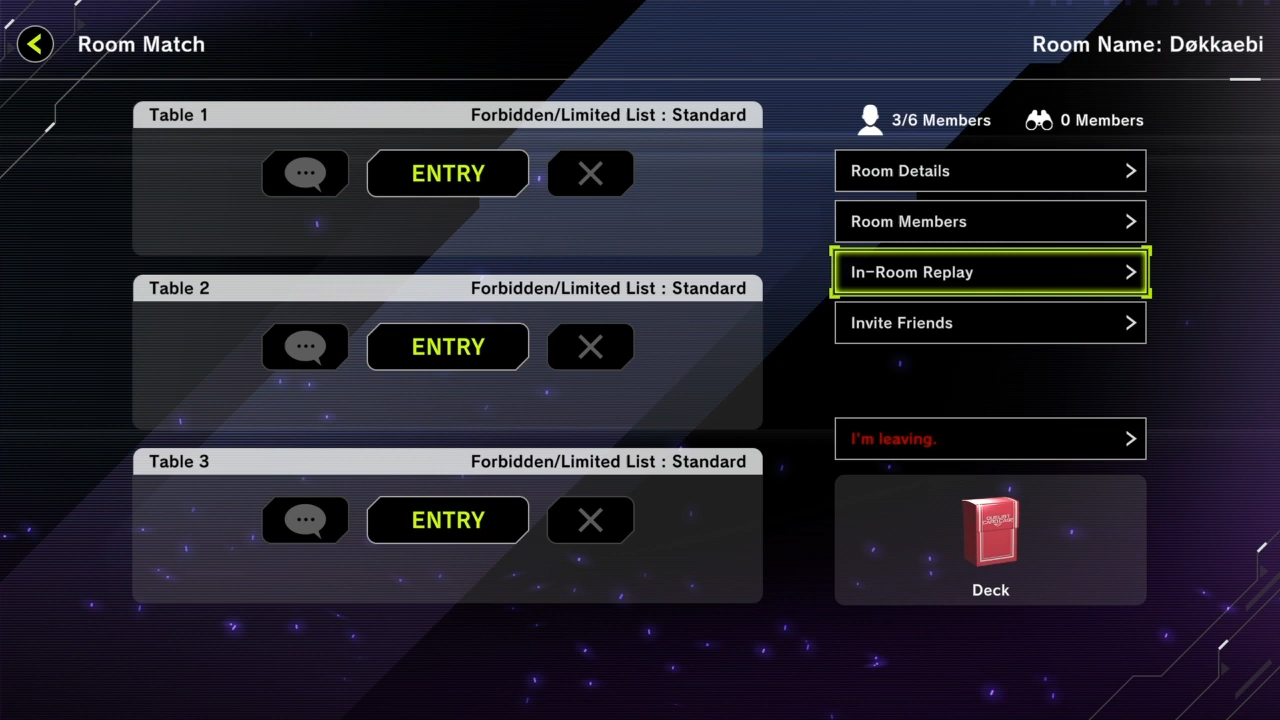 Room Match
Room Name: Døkkaebi
Table 1
Forbidden/Limited List : Standard
ENTRY
Table 2
Forbidden/Limited List : Standard
ENTRY
Table 3
Forbidden/Limited List : Standard
ENTRY
3/6 Members
0 Members
Room Details
Room Members
In-Room Replay
Invite Friends
I'm leaving.
Deck